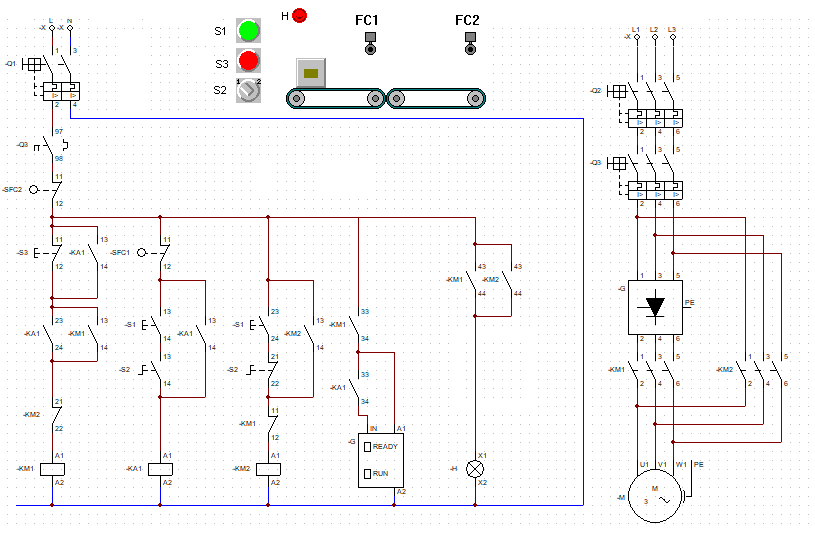 L N
-X -X
H
FC1 FC2
S1
S3
S2
1 2
L1 L2 L3
-X
-Q1
1 3
I> I>
2 4
-Q2
1 3 5
I> I> I>
2 4 6
-Q3
97
98
-Q3
1 3 5
I> I> I>
2 4 6
-SFC2
11
12
-S3
11
12
-KA1
13
14
-SFC1
11
12
-KM1
43
44
-KM2
43
44
-G
1 3 5
PE
2 4 6
-KA1
23
24
-KM1
13
14
-S1
13
14
-KA1
13
14
-S1
23
24
-KM2
13
14
-KM1
33
34
-S2
13
14
-S2
21
22
-KA1
33
34
-KM1
1 3 5
2 4 6
-KM2
1 3 5
2 4 6
-KM2
21
22
-KM1
11
12
-G
IN A1
READY
RUN
A2
-KM1
A1
A2
-KA1
A1
A2
-KM2
A1
A2
-H
X1
X2
U1 V1 W1 PE
-M
M
3